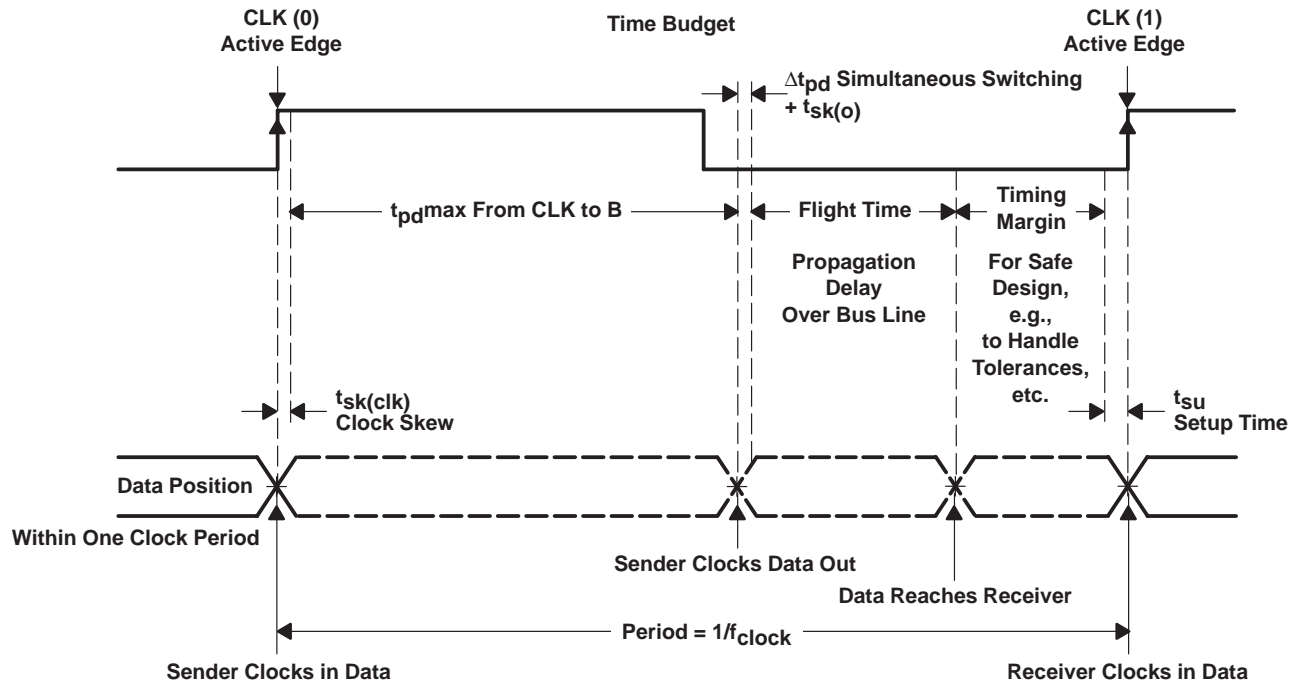 CLK (0)
Active Edge
Time Budget
CLK (1)
Active Edge
Δtpd Simultaneous Switching
+ tsk(o)
tpdmax From CLK to B
Flight Time
Timing
Margin
Propagation
Delay
Over Bus Line
For Safe
Design,
e.g.,
to Handle
Tolerances,
etc.
tsk(clk)
Clock Skew
tsu
Setup Time
Data Position
Within One Clock Period
Sender Clocks Data Out
Data Reaches Receiver
Period = 1/fclock
Sender Clocks in Data
Receiver Clocks in Data